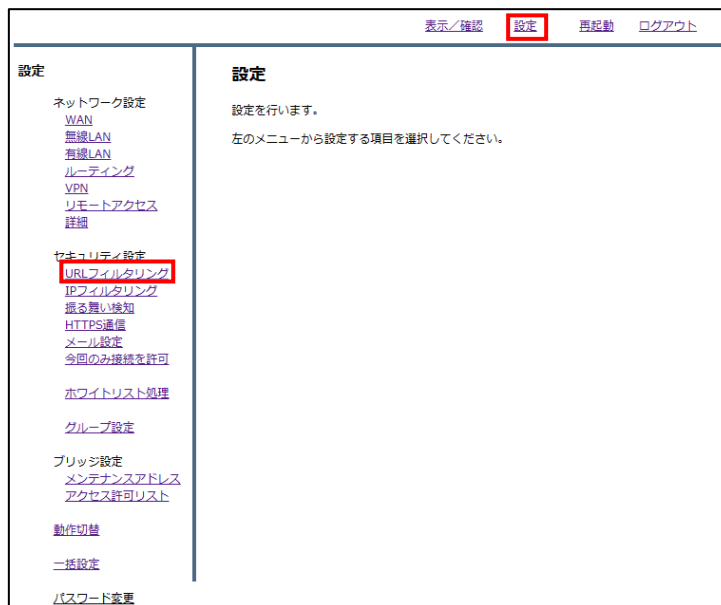 表示／確認 設定 再起動 ログアウト
設定
ネットワーク設定
WAN
無線LAN
有線LAN
ルーティング
VPN
リモートアクセス
詳細
セキュリティ設定
URLフィルタリング
IPフィルタリング
振る舞い検知
HTTPS通信
メール設定
今回のみ接続を許可
ホワイトリスト処理
グループ設定
ブリッジ設定
メンテナンスアドレス
アクセス許可リスト
動作切替
一括設定
パスワード変更
設定
設定を行います。
左のメニューから設定する項目を選択してください。